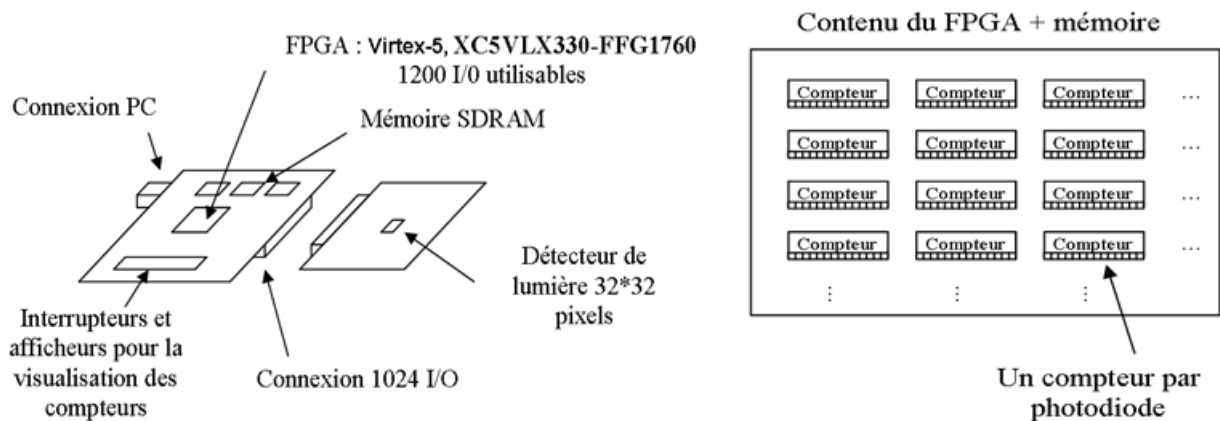 FPGA : Virtex-5, XC5VLX330-FFG1760
1200 I/0 utilisables
Connexion PC
Mémoire SDRAM
Détecteur de
lumière 32*32
pixels
Interrupteurs et
afficheurs pour la
visualisation des
compteurs
Connexion 1024 I/O
Contenu du FPGA + mémoire
Compteur Compteur Compteur ...
Compteur Compteur Compteur ...
Compteur Compteur Compteur ...
Compteur Compteur Compteur ...
Un compteur par
photodiode